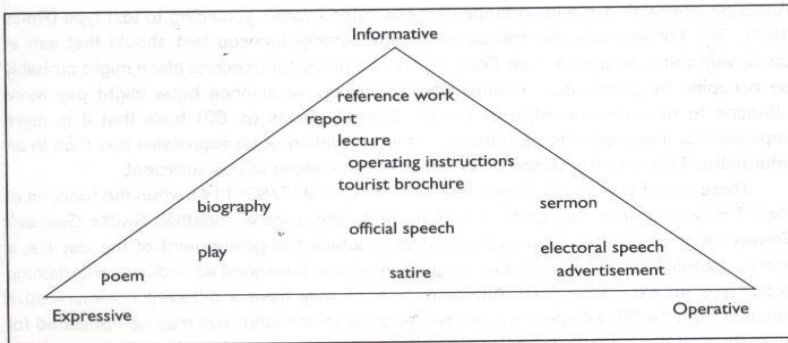 Informative
reference work
report
lecture
operating instructions
tourist brochure
biography
sermon
official speech
play
electoral speech
poem
satire
advertisement
Expressive
Operative